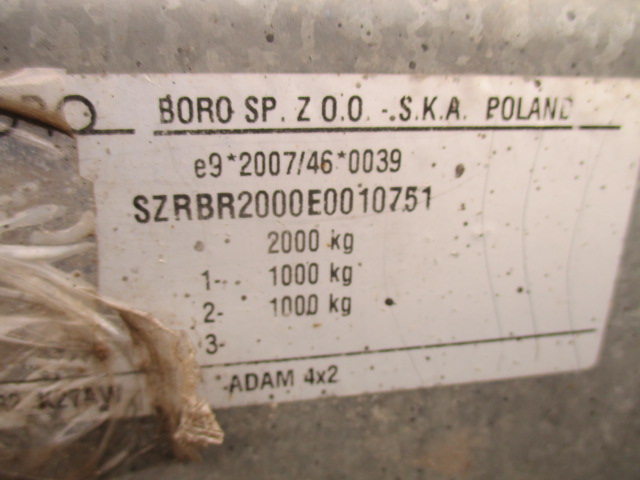 BORO SP. Z O.O. - S.K.A. POLAND
e9*2007/46*0039
SZRBR2000E0010751
2000 kg
1- 1000 kg
2- 1000 kg
3-
ADAM 4x2